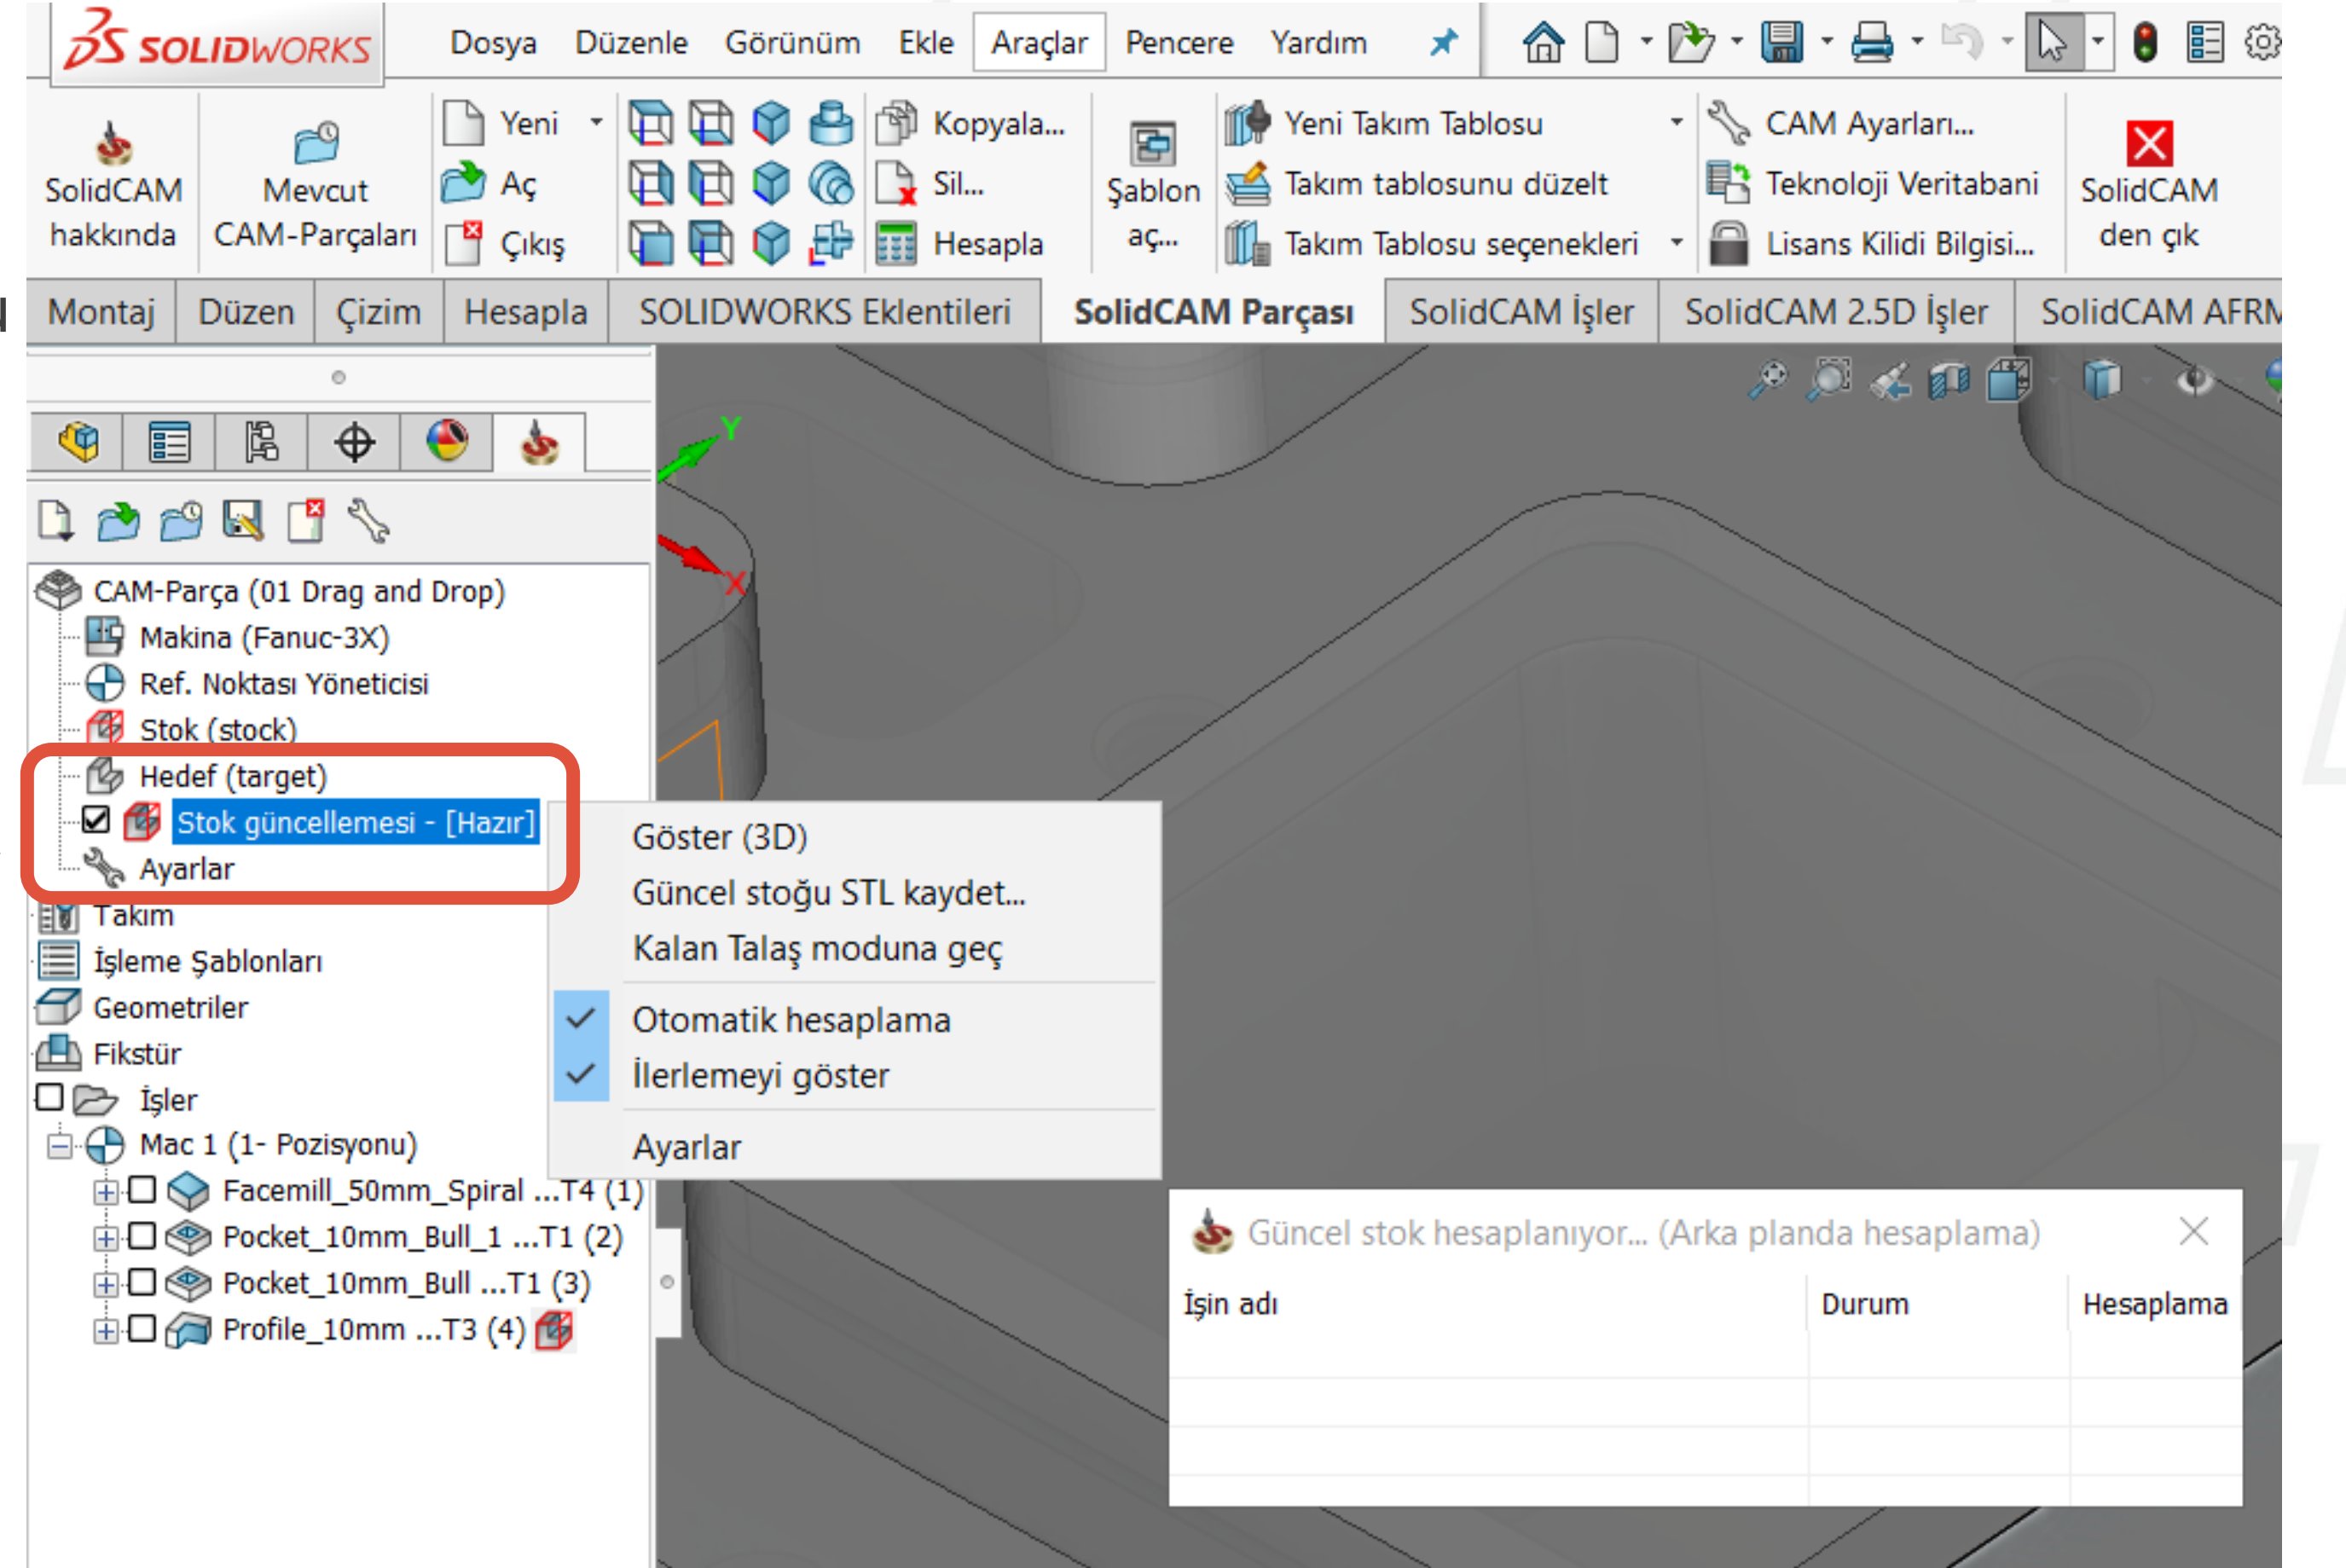 SOLIDWORKS Dosya Düzenle Görünüm Ekle Araçlar Pencere Yardım
SolidCAM hakkında
Mevcut CAM-Parçaları
Yeni
Aç
Çıkış
Kopyala...
Sil...
Hesapla
Şablon aç...
Yeni Takım Tablosu
Takım tablosunu düzelt
Takım Tablosu seçenekleri
CAM Ayarları...
Teknoloji Veritabani
Lisans Kilidi Bilgisi...
SolidCAM den çık
Montaj Düzen Çizim Hesapla SOLIDWORKS Eklentileri SolidCAM Parçası SolidCAM İşler SolidCAM 2.5D İşler SolidCAM AFRM
Y
X
CAM-Parça (01 Drag and Drop)
Makina (Fanuc-3X)
Ref. Noktası Yöneticisi
Stok (stock)
Hedef (target)
Stok güncellemesi - [Hazır]
Ayarlar
Takım
İşleme Şablonları
Geometriler
Fikstür
İşler
Mac 1 (1- Pozisyonu)
Facemill_50mm_Spiral ...T4 (1)
Pocket_10mm_Bull_1 ...T1 (2)
Pocket_10mm_Bull ...T1 (3)
Profile_10mm ...T3 (4)
Göster (3D)
Güncel stoğu STL kaydet...
Kalan Talaş moduna geç
Otomatik hesaplama
İlerlemeyi göster
Ayarlar
Güncel stok hesaplanıyor... (Arka planda hesaplama)
İşin adı Durum Hesaplama